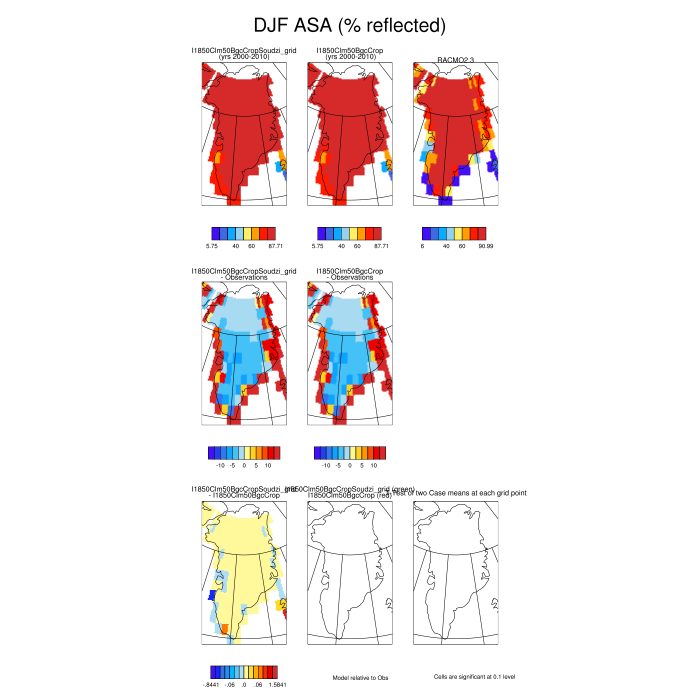 DJF ASA (% reflected)
I1850Clm50BgcCropSoudzi_grid
(yrs 2000-2010)
I1850Clm50BgcCrop
(yrs 2000-2010)
RACMO2.3
5.75 40 60 87.71
5.75 40 60 87.71
6 40 60 90.99
I1850Clm50BgcCropSoudzi_grid
- Observations
I1850Clm50BgcCrop
- Observations
-10 -5 0 5 10
-10 -5 0 5 10
I1850Clm50BgcCropSoudzi_grid
- I1850Clm50BgcCrop
I1850Clm50BgcCropSoudzi_grid (green)
I1850Clm50BgcCrop (red)
Test of two Case means at each grid point
-.8441 -.06 .0 .06 1.5841
Model relative to Obs
Cells are significant at 0.1 level